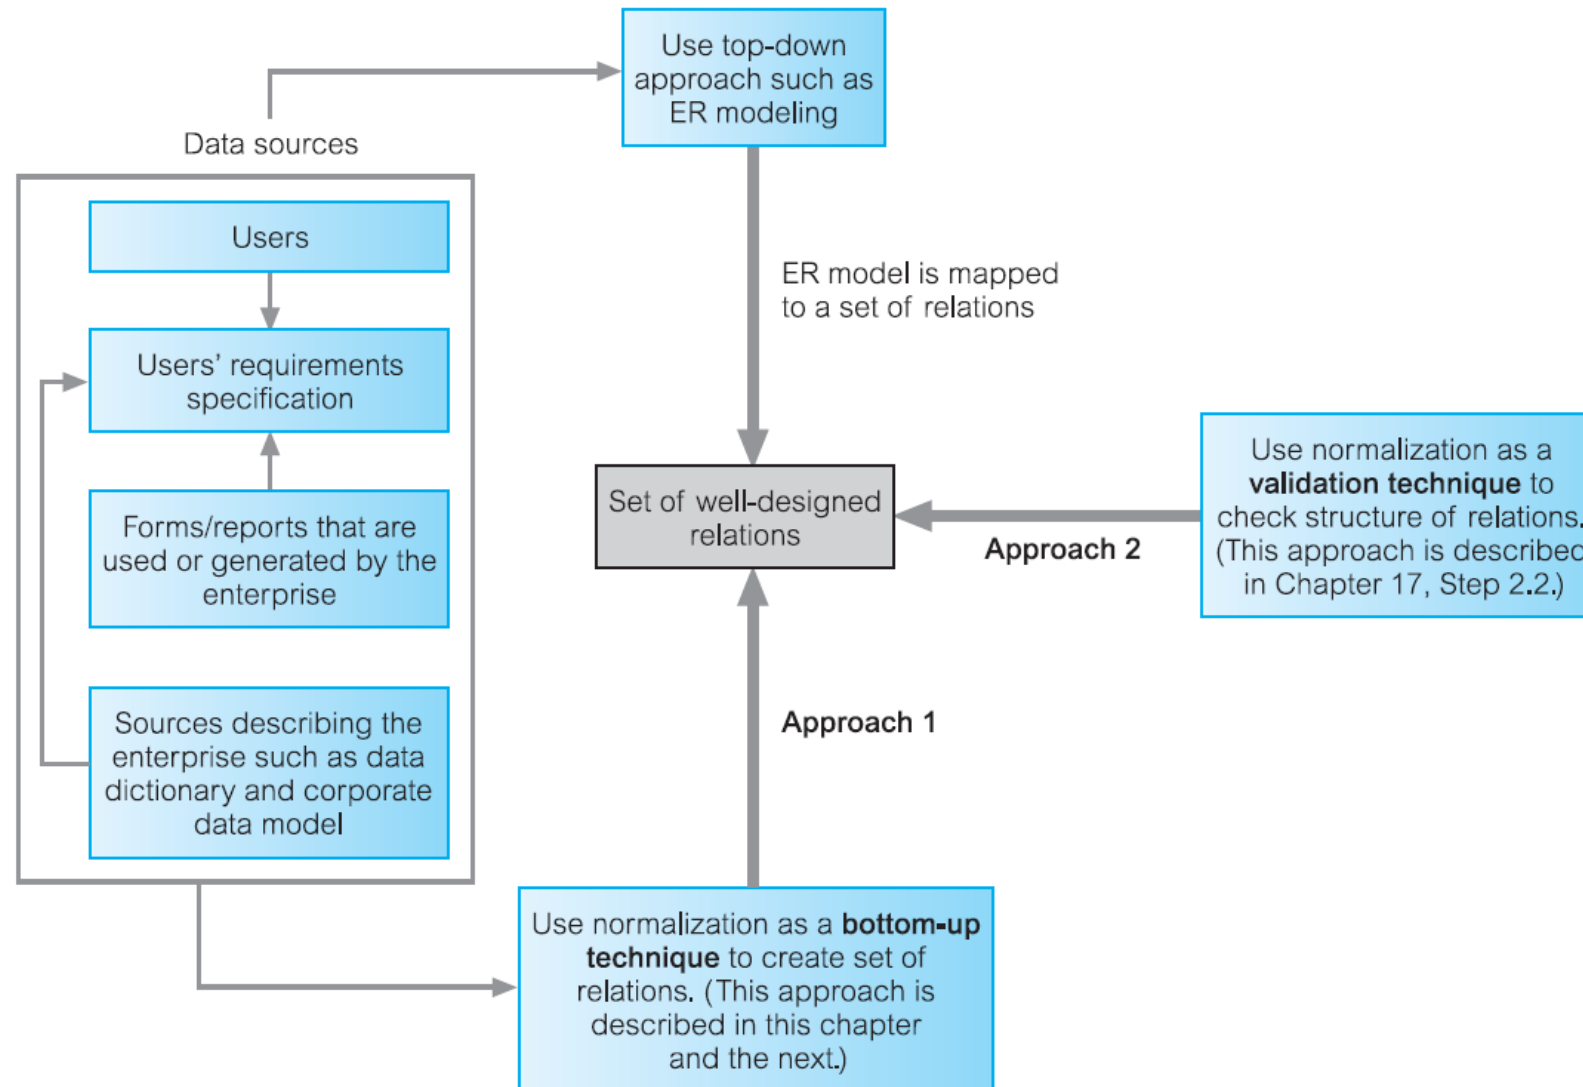 Use top-down
approach such as
ER modeling
Data sources
Users
Users’ requirements
specification
Forms/reports that are
used or generated by the
enterprise
Sources describing the
enterprise such as data
dictionary and corporate
data model
ER model is mapped
to a set of relations
Set of well-designed
relations
Approach 2
Use normalization as a
validation technique to
check structure of relations.
(This approach is described
in Chapter 17, Step 2.2.)
Approach 1
Use normalization as a bottom-up
technique to create set of
relations. (This approach is
described in this chapter
and the next.)